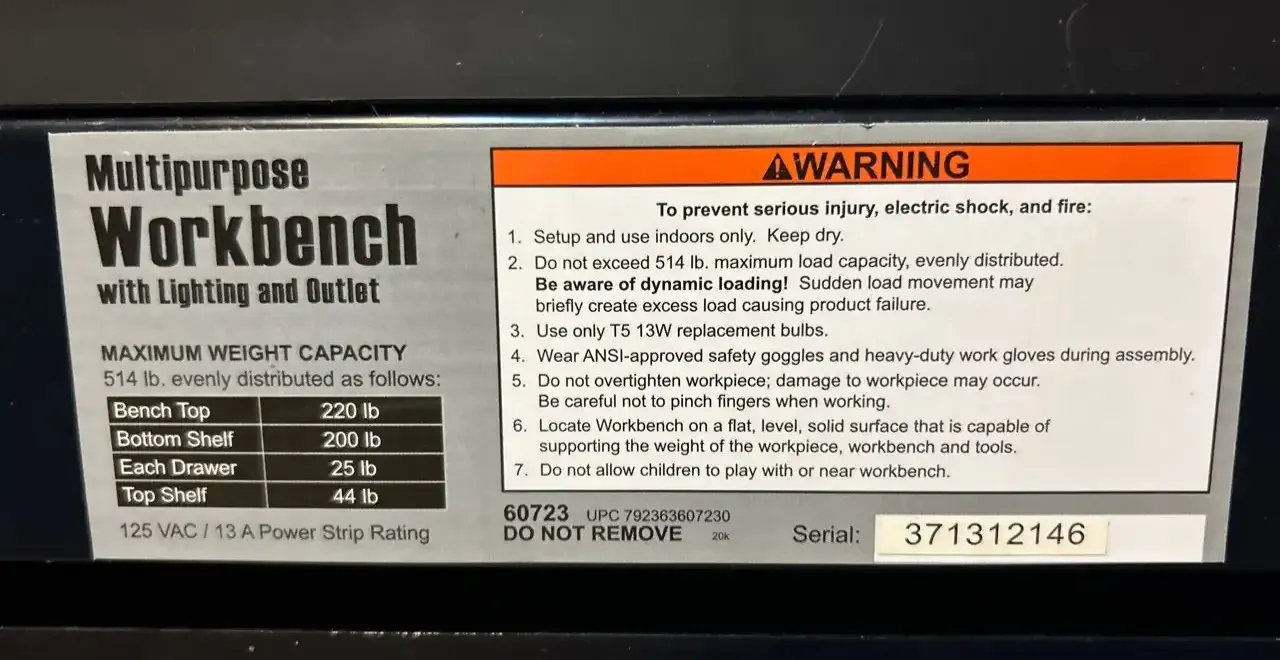 Multipurpose
Workbench
with Lighting and Outlet
MAXIMUM WEIGHT CAPACITY
514 lb. evenly distributed as follows:
Bench Top 220 lb
Bottom Shelf 200 lb
Each Drawer 25 lb
Top Shelf 44 lb
125 VAC / 13 A Power Strip Rating
⚠WARNING
To prevent serious injury, electric shock, and fire:
1. Setup and use indoors only. Keep dry.
2. Do not exceed 514 lb. maximum load capacity, evenly distributed.
Be aware of dynamic loading! Sudden load movement may
briefly create excess load causing product failure.
3. Use only T5 13W replacement bulbs.
4. Wear ANSI-approved safety goggles and heavy-duty work gloves during assembly.
5. Do not overtighten workpiece; damage to workpiece may occur.
Be careful not to pinch fingers when working.
6. Locate Workbench on a flat, level, solid surface that is capable of
supporting the weight of the workpiece, workbench and tools.
7. Do not allow children to play with or near workbench.
60723 UPC 792363607230
DO NOT REMOVE 20k
Serial: 371312146